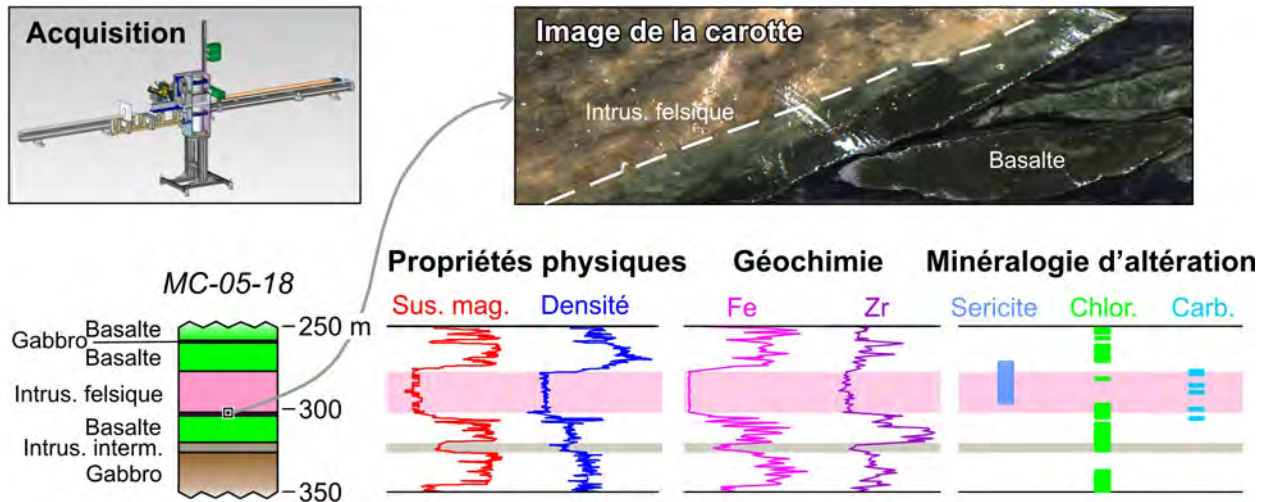 Acquisition
Image de la carotte
Intrus. felsique
Basalte
MC-05-18
Basalte
Gabbro
Basalte
Intrus. felsique
Basalte
Intrus. interm.
Gabbro
250 m
300
350
Propriétés physiques
Géochimie
Minéralogie d'altération
Sus. mag.
Densité
Fe
Zr
Sericite
Chlor.
Carb.